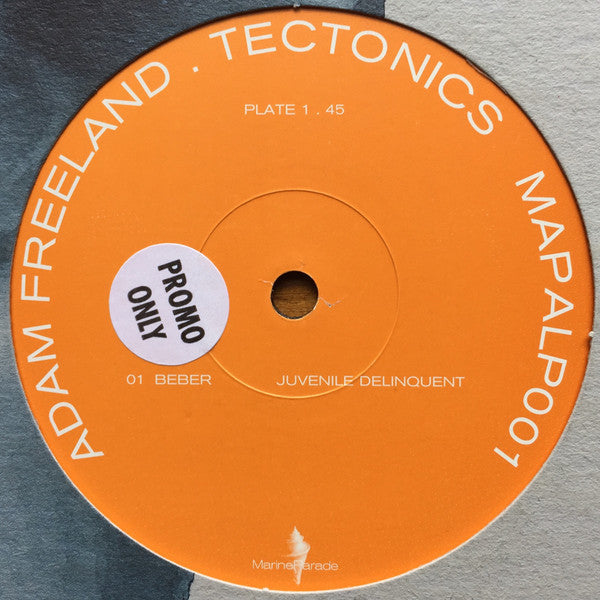 ADAM FREELAND . TECTONICS MAPALP001
PLATE 1 . 45
PROMO
ONLY
01 BEBER JUVENILE DELINQUENT
MarineParade